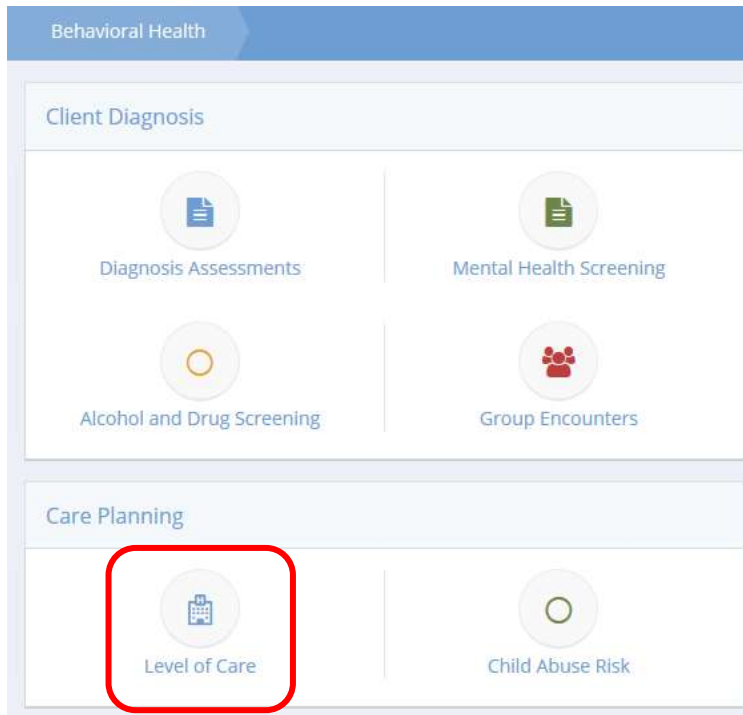 Behavioral Health
Client Diagnosis
Diagnosis Assessments
Mental Health Screening
Alcohol and Drug Screening
Group Encounters
Care Planning
Level of Care
Child Abuse Risk